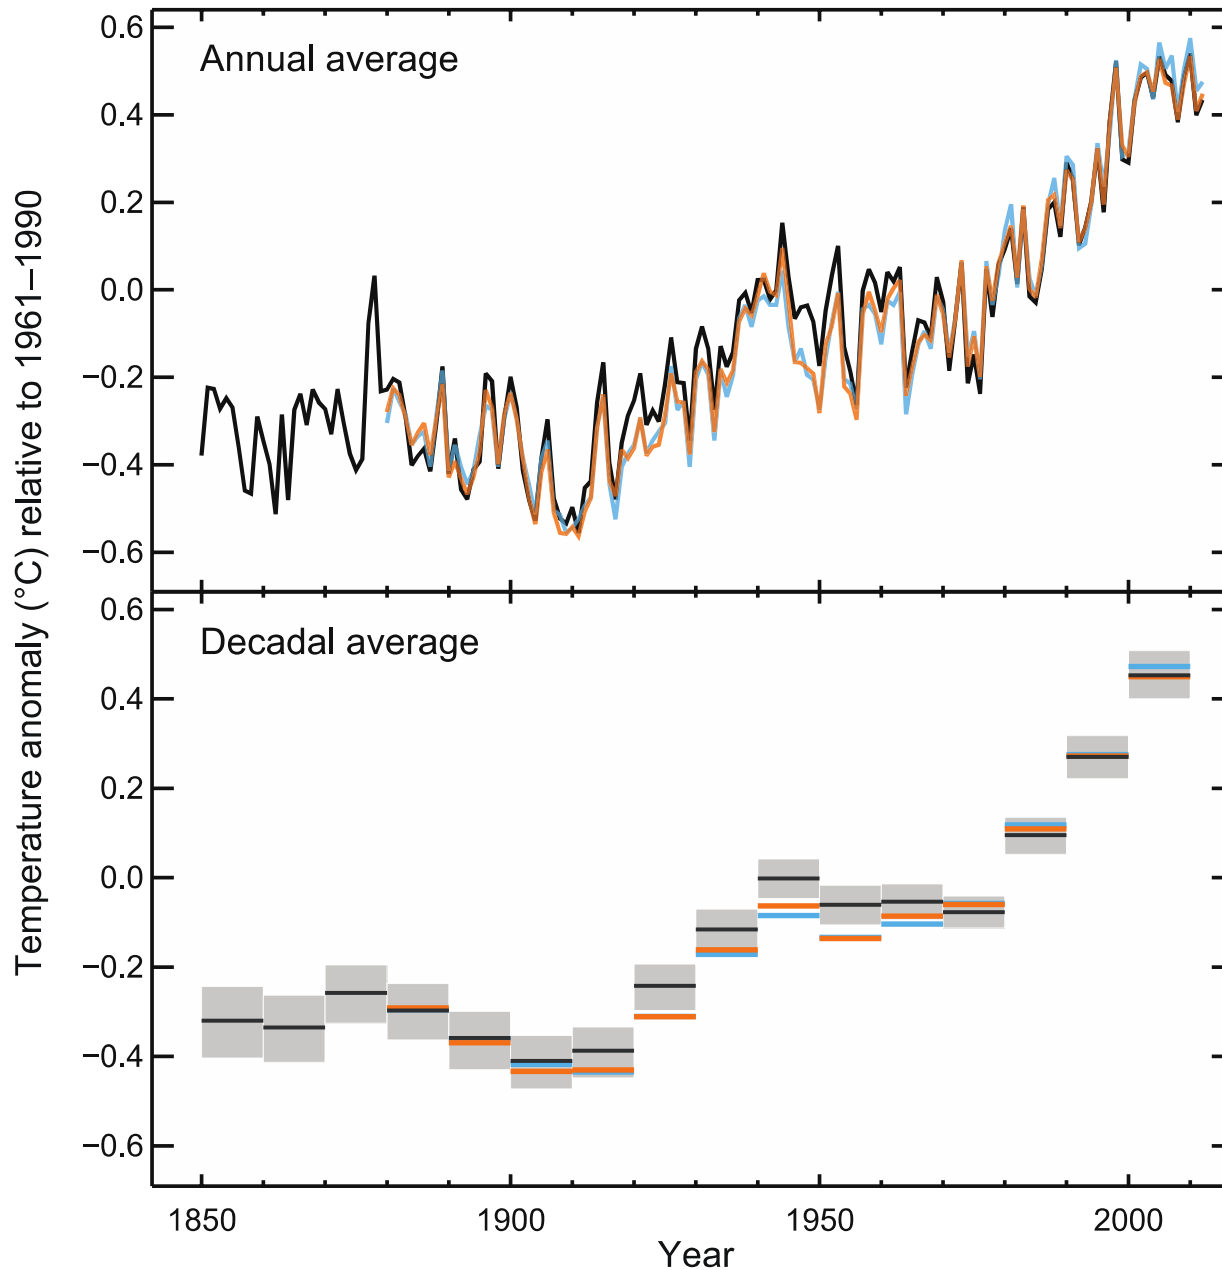 Temperature anomaly (°C) relative to 1961–1990
Annual average
0.6
0.4
0.2
0.0
−0.2
−0.4
−0.6
Decadal average
0.6
0.4
0.2
0.0
−0.2
−0.4
−0.6
1850 1900 1950 2000
Year